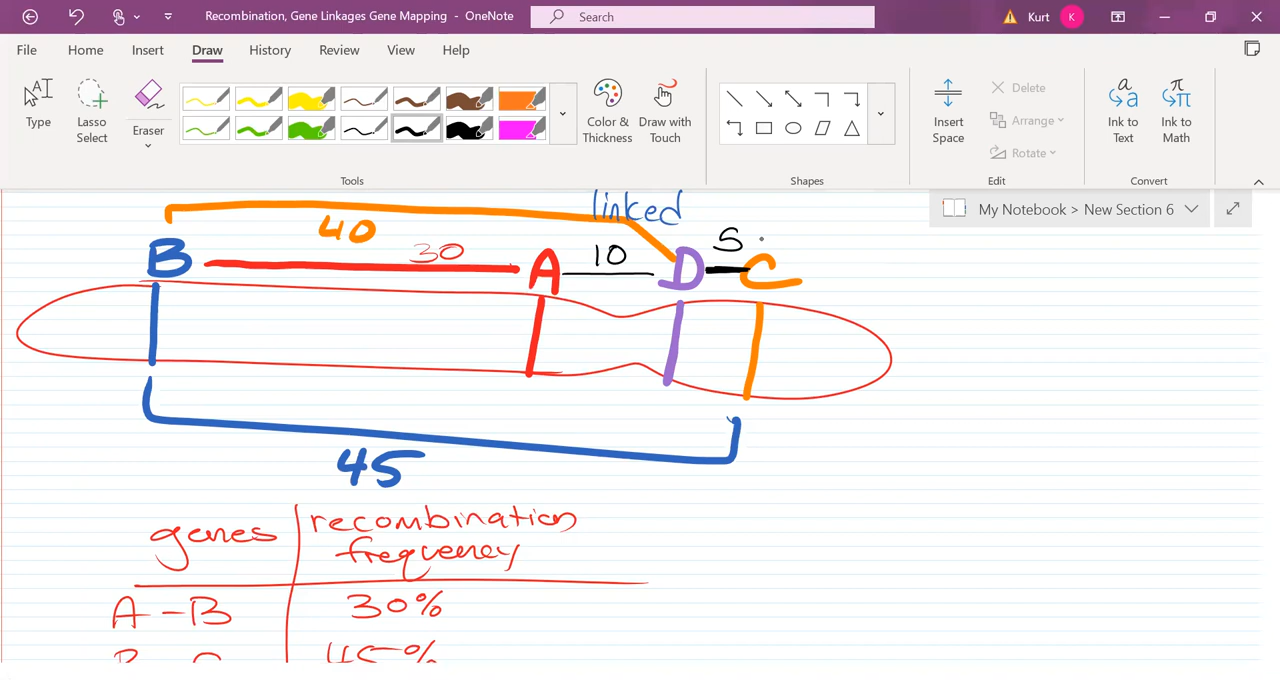 Recombination, Gene Linkages Gene Mapping - OneNote
Search
Kurt
K
File Home Insert Draw History Review View Help
Type
Lasso Select
Eraser
Color & Thickness
Draw with Touch
Insert Space
Delete
Arrange
Rotate
Ink to Text
Ink to Math
Tools
Shapes
Edit
Convert
My Notebook > New Section 6
linked
40
B 30 A 10 D 5 C
45
genes recombination frequency
A-B 30%
45%